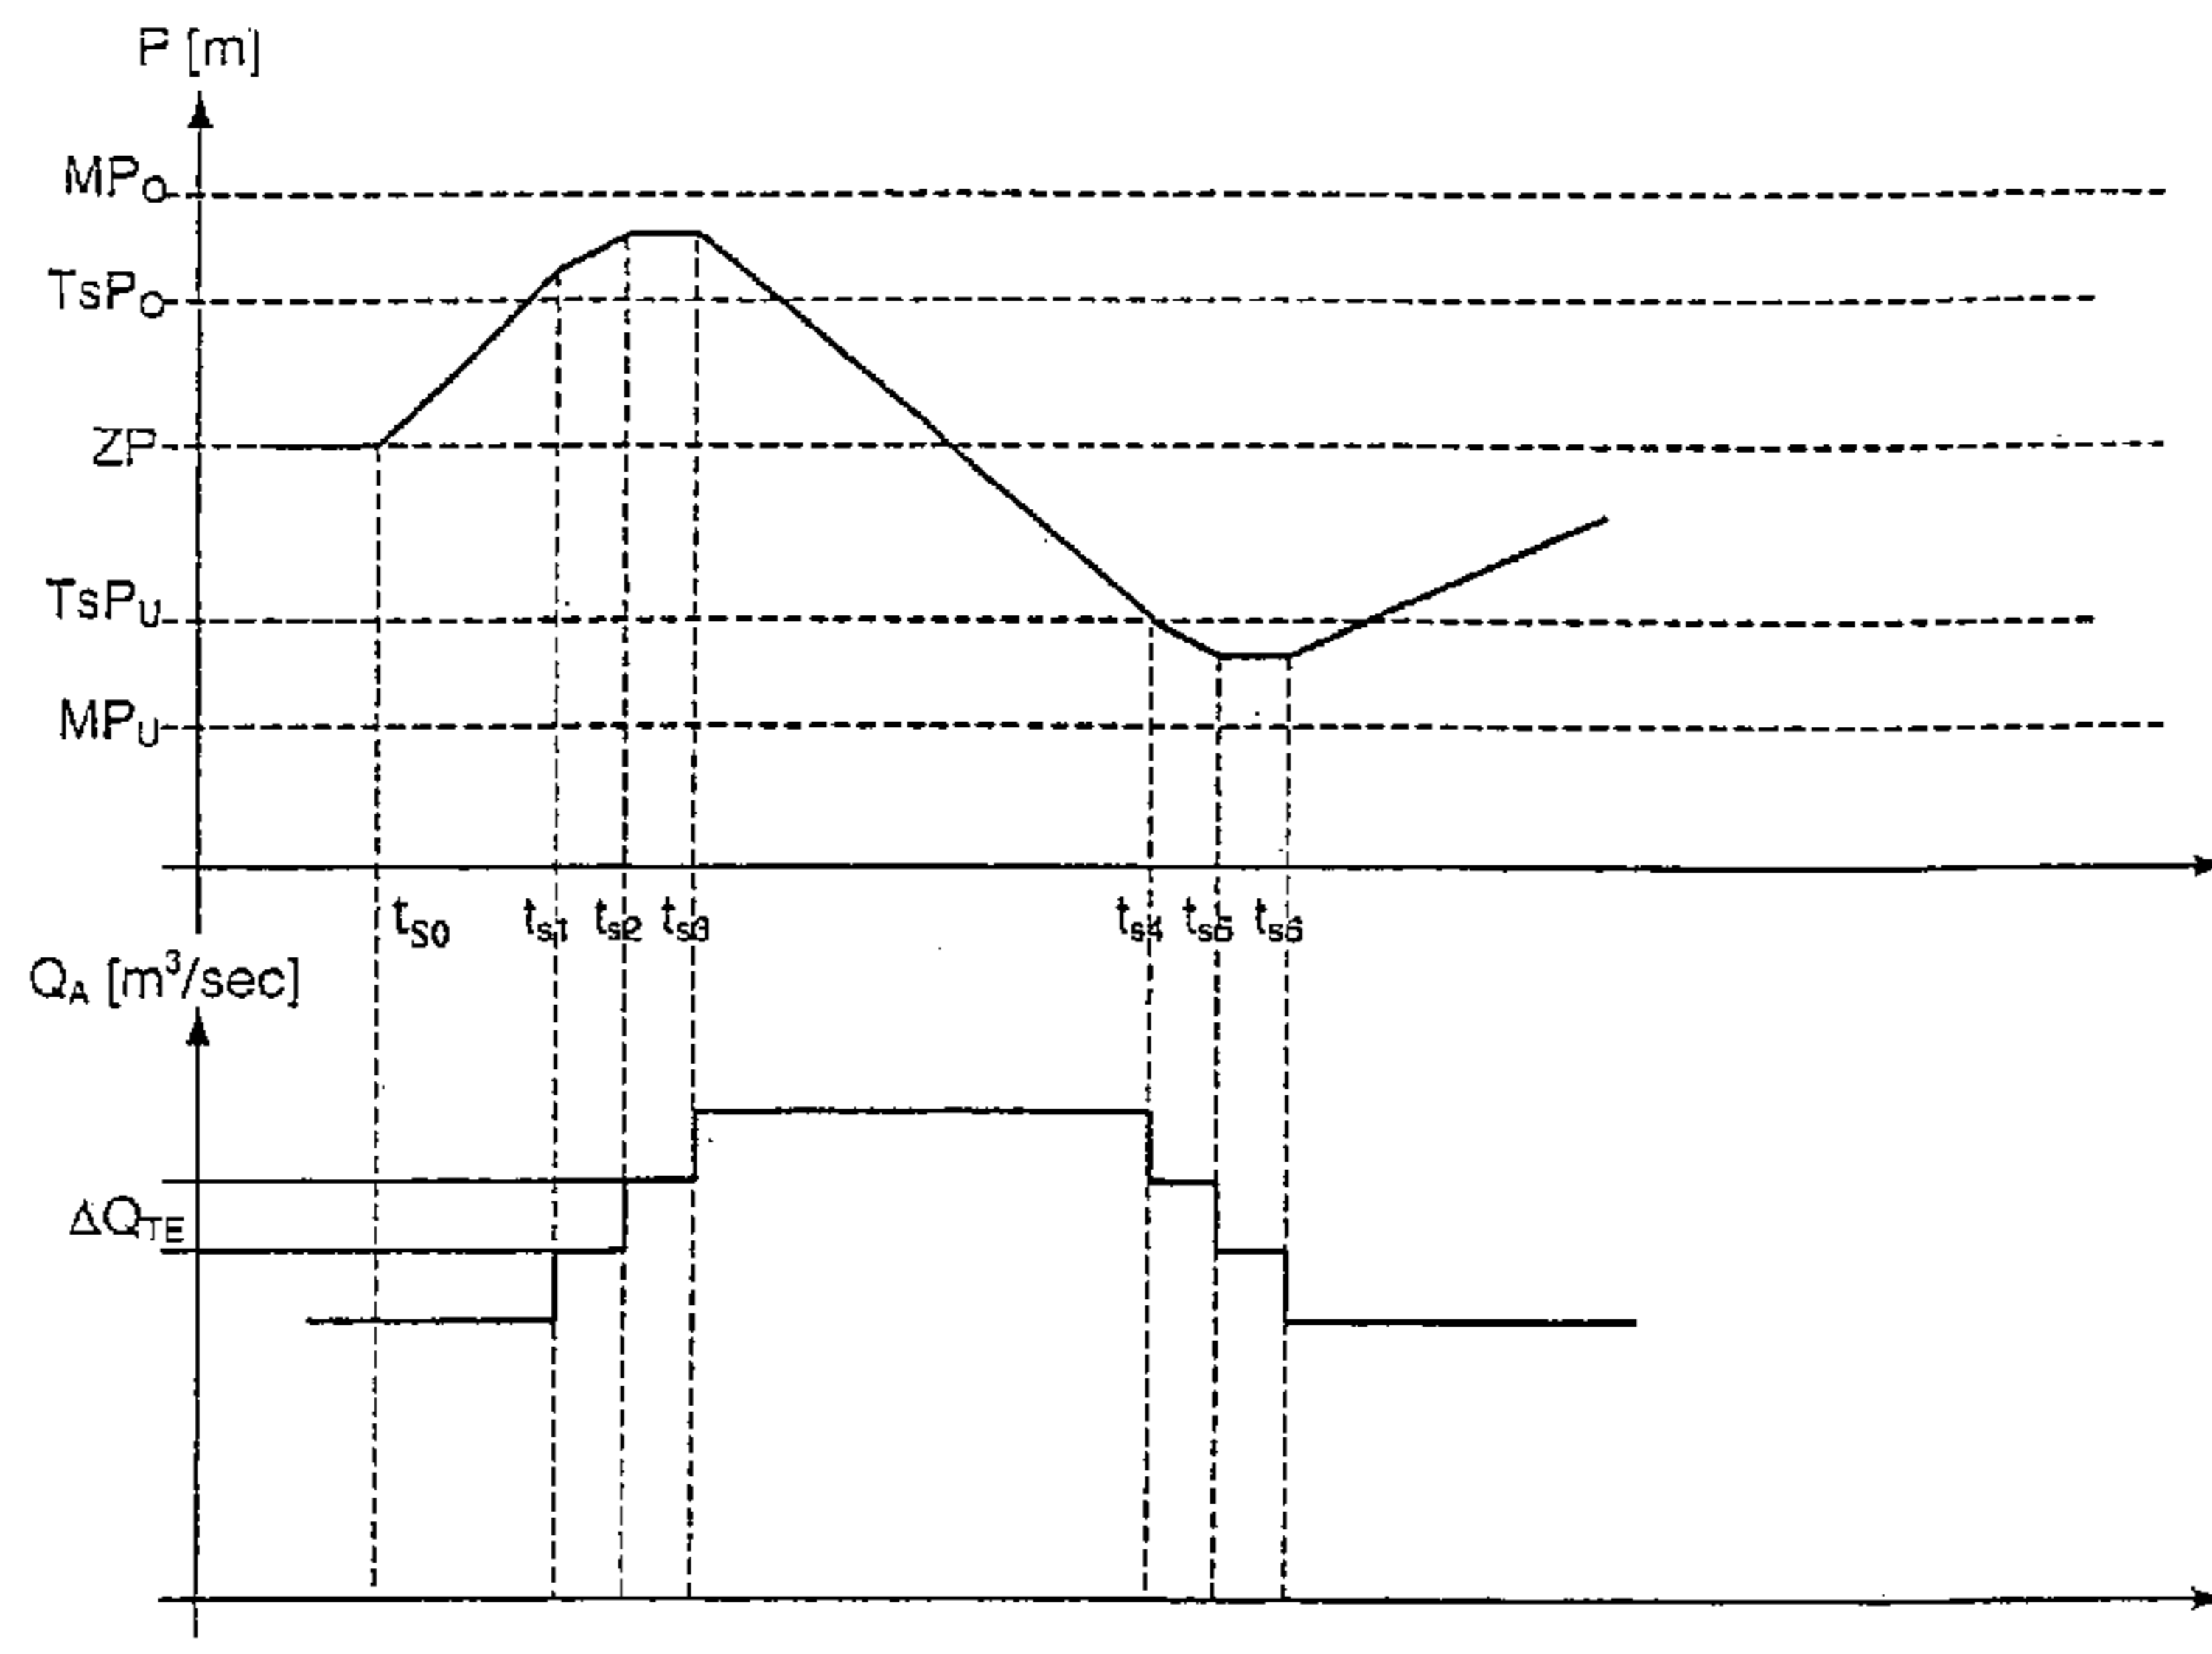 P [m]
MPO
TsPO
ZP
TsPU
MPU
tS0 ts1 ts2 ts3 ts4 ts5 ts6
QA [m³/sec]
ΔQTE